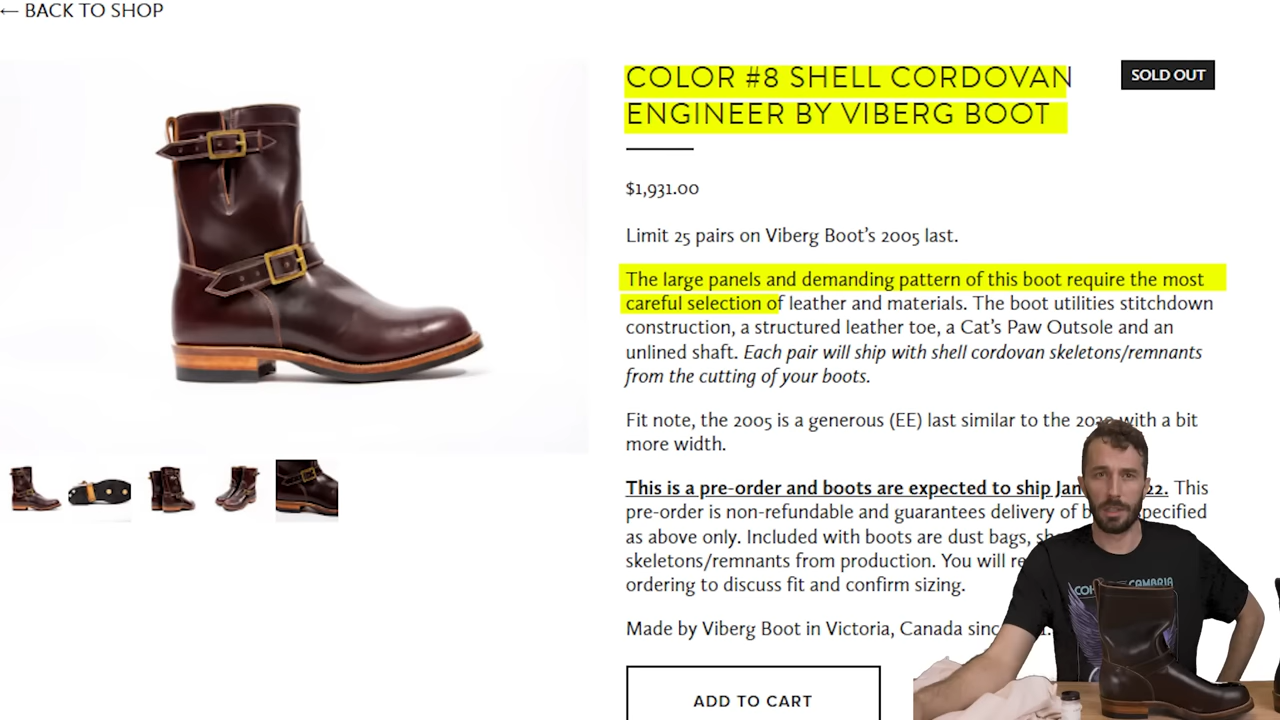 ← BACK TO SHOP
COLOR #8 SHELL CORDOVAN
ENGINEER BY VIBERG BOOT
SOLD OUT
$1,931.00
Limit 25 pairs on Viberg Boot's 2005 last.
The large panels and demanding pattern of this boot require the most
careful selection of leather and materials. The boot utilities stitchdown
construction, a structured leather toe, a Cat's Paw Outsole and an
unlined shaft. Each pair will ship with shell cordovan skeletons/remnants
from the cutting of your boots.
Fit note, the 2005 is a generous (EE) last similar to the with a bit
more width.
This is a pre-order and boots are expected to ship This
pre-order is non-refundable and guarantees delivery of
as above only. Included with boots are dust bags,
skeletons/remnants from production. You will
ordering to discuss fit and confirm sizing.
Made by Viberg Boot in Victoria, Canada
ADD TO CART
CAMBRIA